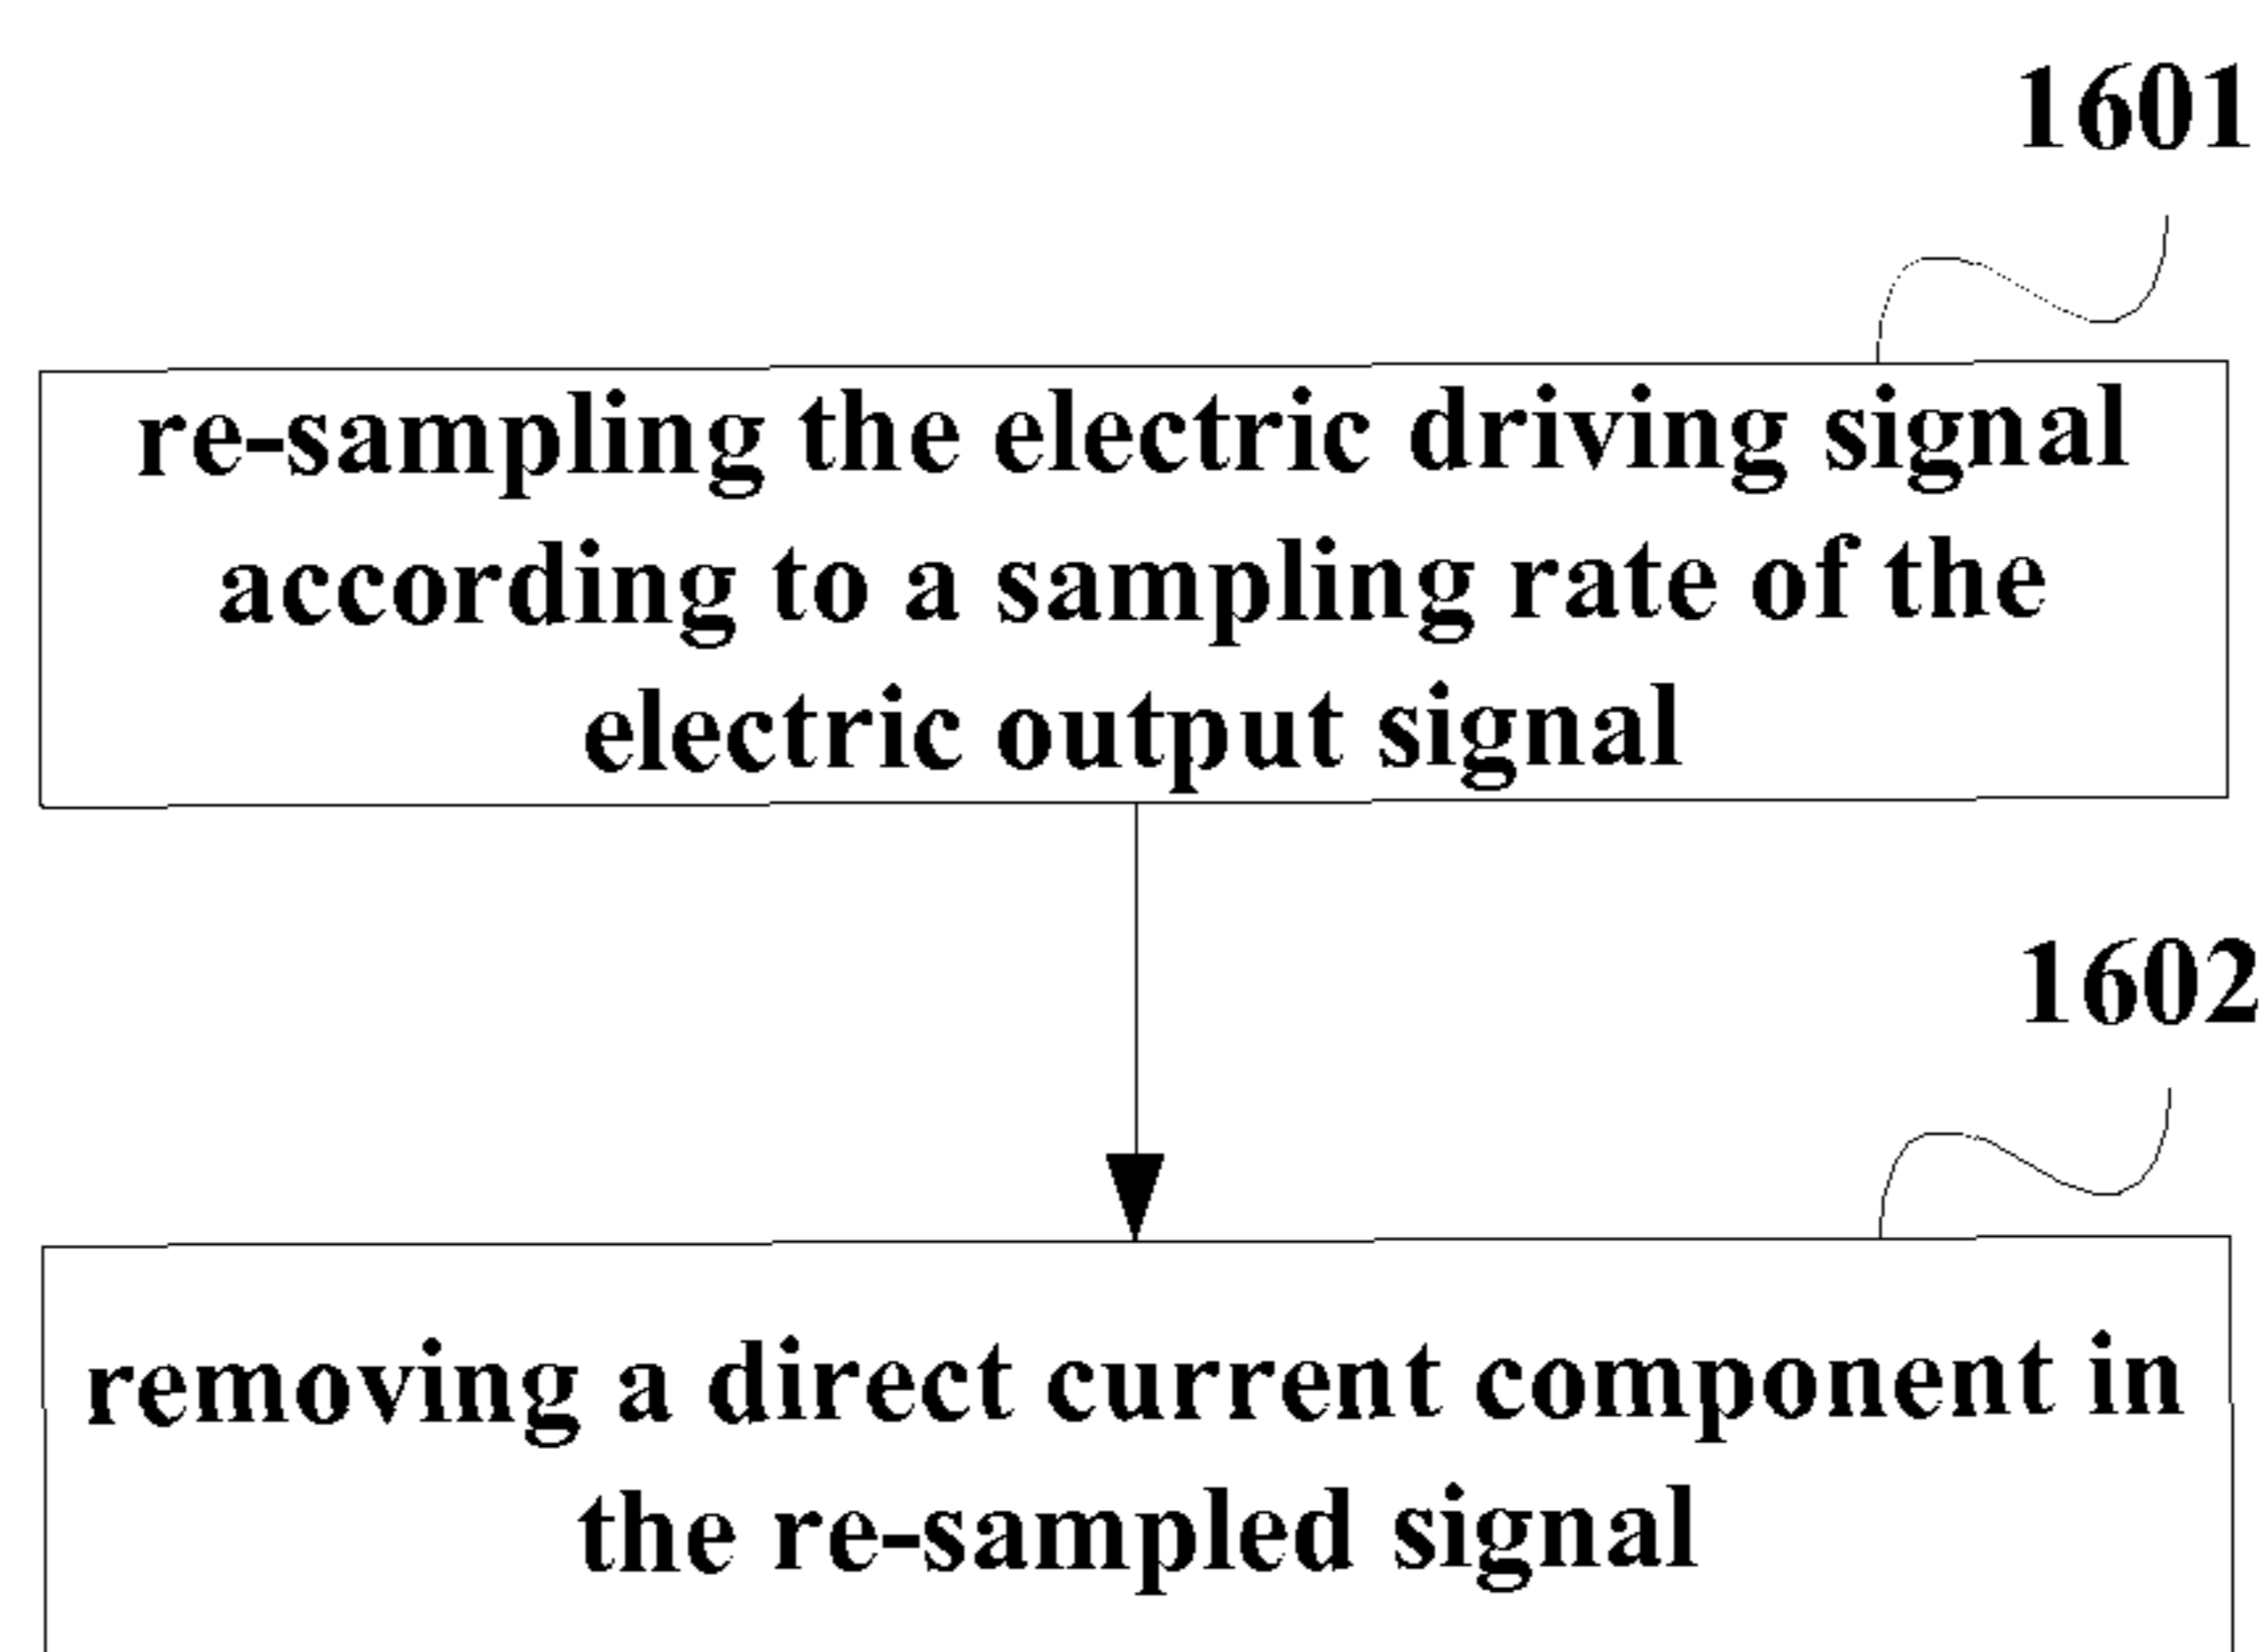 1601
re-sampling the electric driving signal
according to a sampling rate of the
electric output signal
1602
removing a direct current component in
the re-sampled signal